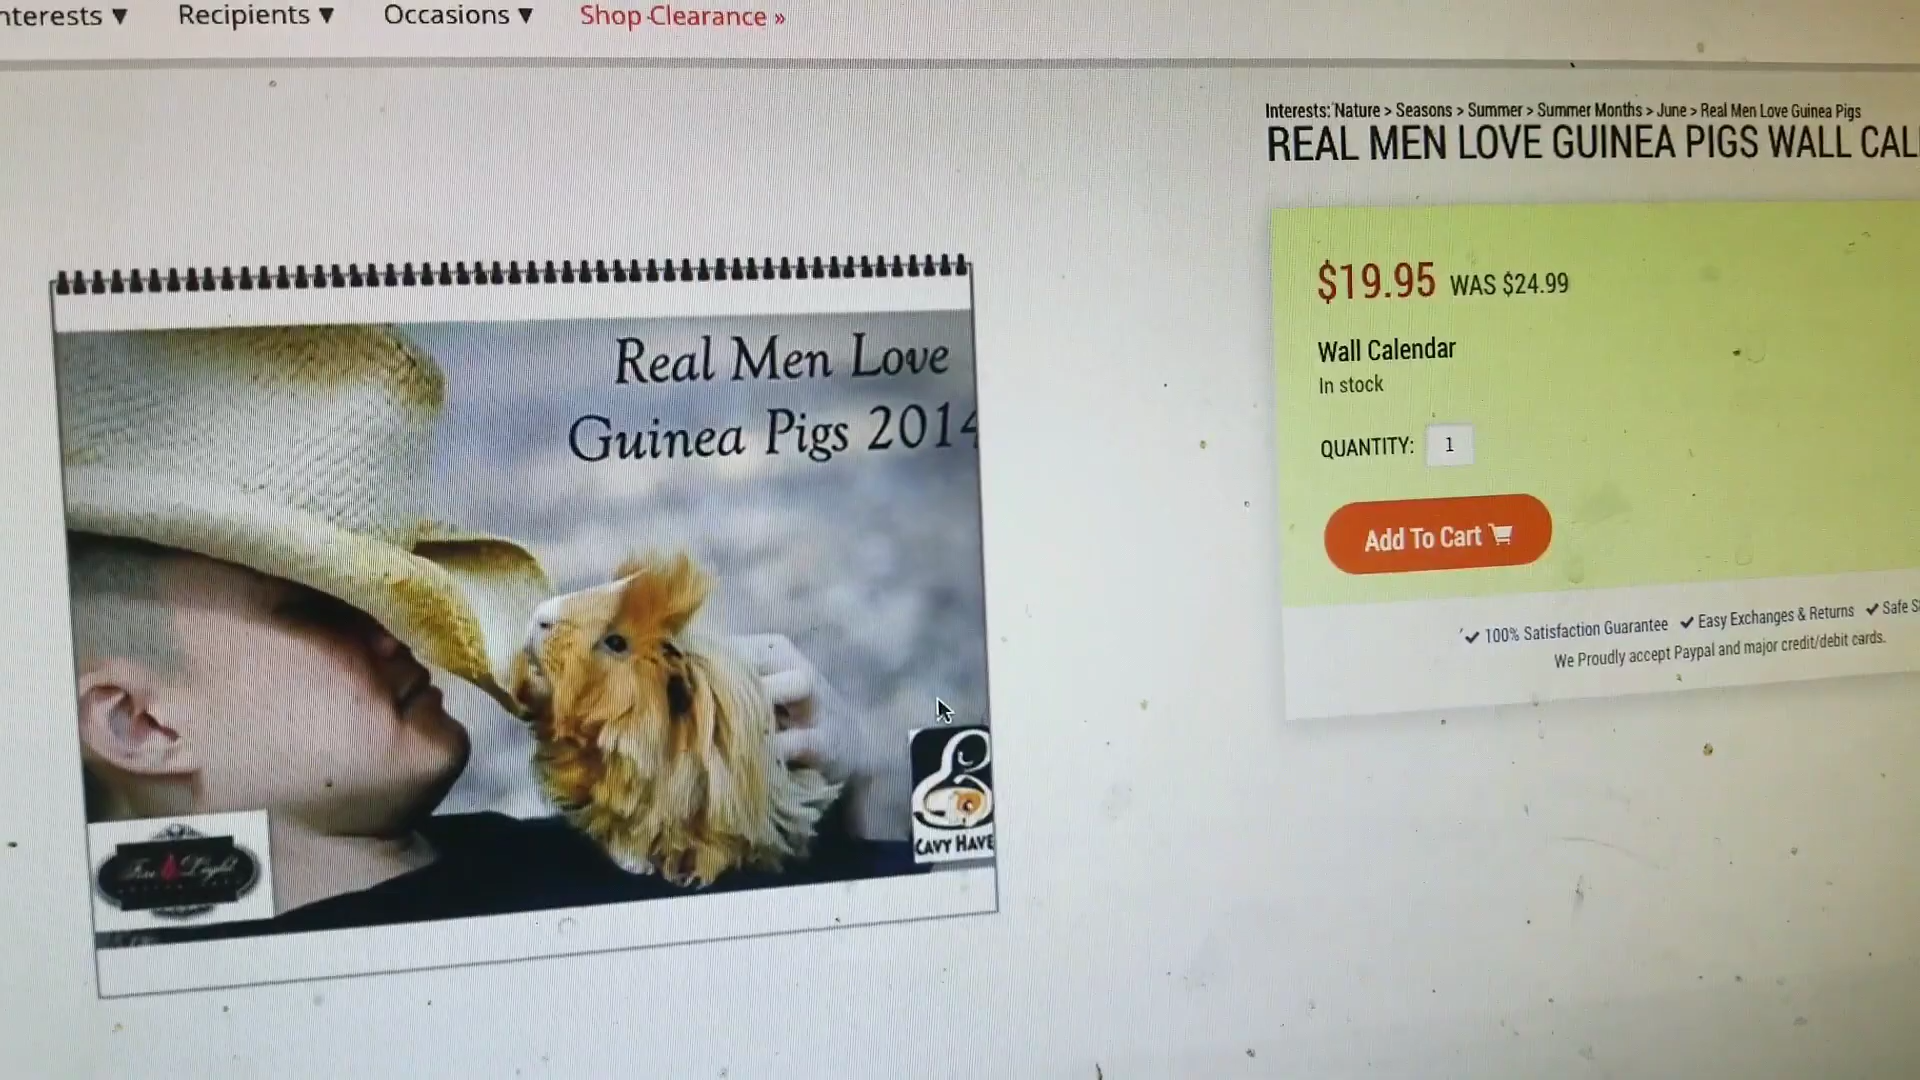 nterests ▼ Recipients ▼ Occasions ▼ Shop Clearance »
Interests: Nature > Seasons > Summer > Summer Months > June > Real Men Love Guinea Pigs
REAL MEN LOVE GUINEA PIGS WALL CAL
$19.95 WAS $24.99
Wall Calendar
In stock
QUANTITY: 1
Add To Cart
✓ 100% Satisfaction Guarantee ✓ Easy Exchanges & Returns ✓ Safe S
We Proudly accept Paypal and major credit/debit cards.
Real Men Love
Guinea Pigs 2014
CAVY HAVE